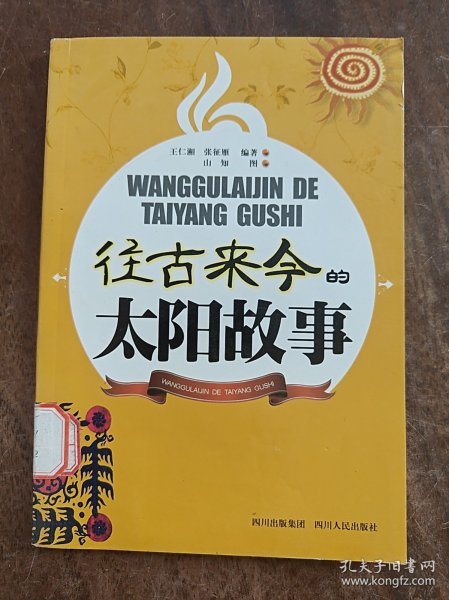 王仁湘 张征雁 编著
山知 图
WANGGULAIJIN DE
TAIYANG GUSHI
往古来今的
太阳故事
WANGGULAIJIN DE TAIYANG GUSHI
四川出版集团 四川人民出版社
孔夫子旧书网
www.kongfz.com